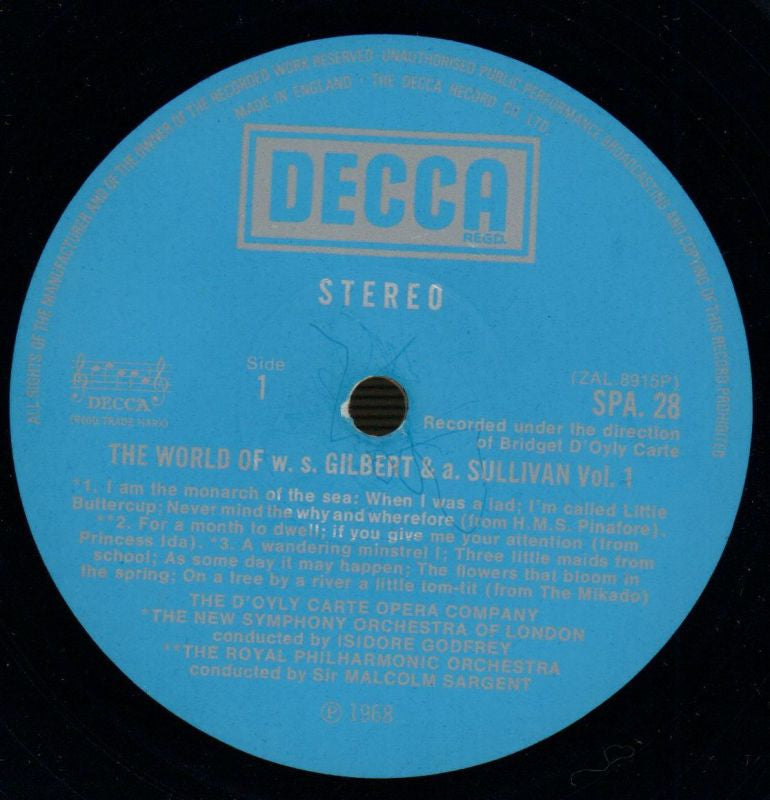 ALL RIGHTS OF THE MANUFACTURER AND OF THE OWNER OF THE RECORDED WORK RESERVED · UNAUTHORISED PUBLIC PERFORMANCE BROADCASTING AND COPYING OF THIS RECORD PROHIBITED
MADE IN ENGLAND · THE DECCA RECORD CO. LTD.
DECCA
REGD.
STEREO
DECCA
(REGD. TRADE MARK)
Side
1
(ZAL.8915P)
SPA. 28
Recorded under the direction
of Bridget D'Oyly Carte
THE WORLD OF w. s. GILBERT & a. SULLIVAN Vol. 1
*1. I am the monarch of the sea: When I was a lad; I'm called Little
Buttercup; Never mind the why and wherefore (from H.M.S. Pinafore).
**2. For a month to dwell; if you give me your attention (from
Princess Ida). *3. A wandering minstrel I; Three little maids from
school; As some day it may happen; The flowers that bloom in
the spring; On a tree by a river a little tom-tit (from The Mikado)
THE D'OYLY CARTE OPERA COMPANY
*THE NEW SYMPHONY ORCHESTRA OF LONDON
conducted by ISIDORE GODFREY
**THE ROYAL PHILHARMONIC ORCHESTRA
conducted by Sir MALCOLM SARGENT
℗ 1968